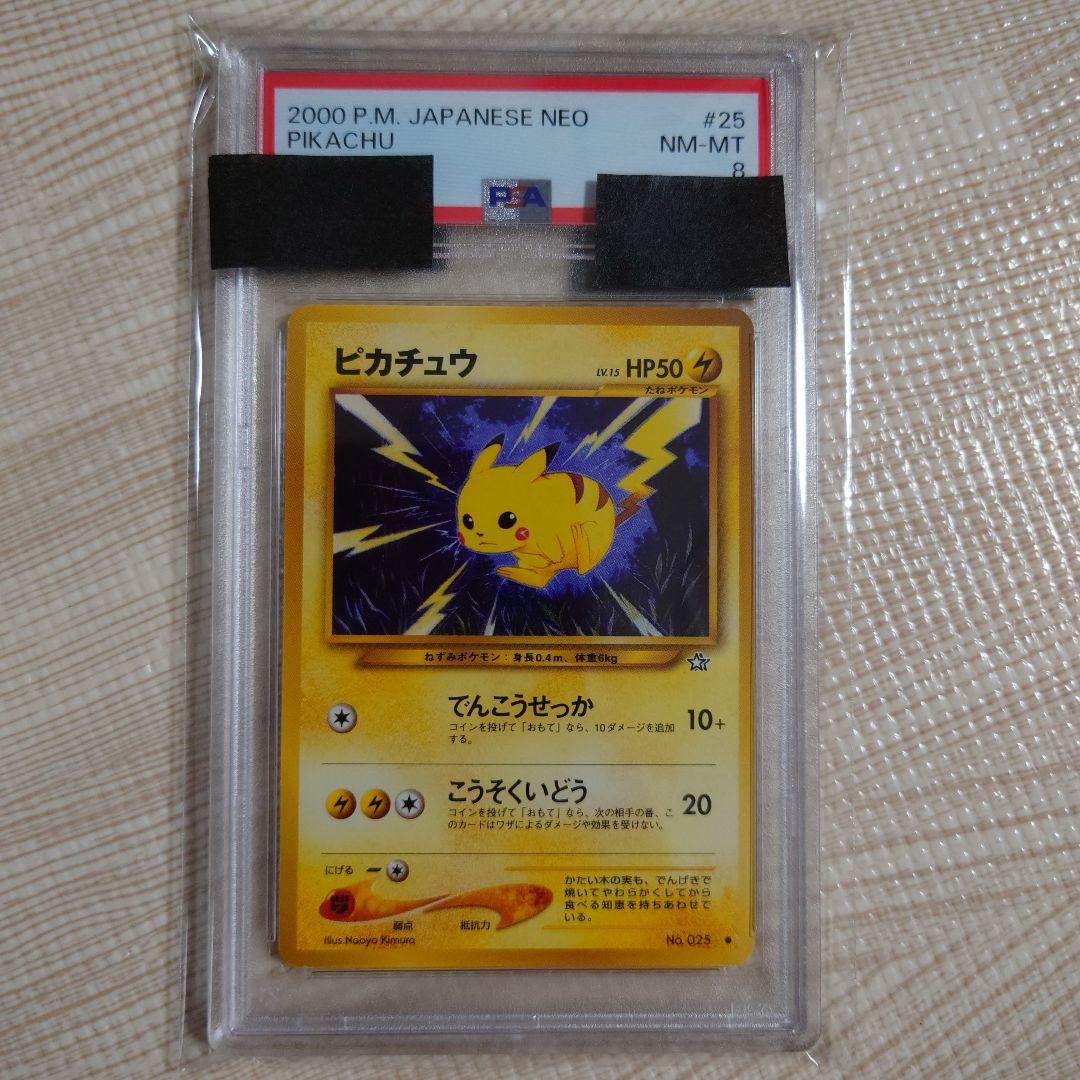 2000 P.M. JAPANESE NEO #25
PIKACHU NM-MT
8
PSA
ピカチュウ LV.15 HP50
たねポケモン
ねずみポケモン：身長0.4m、体重6kg
でんこうせっか 10+
コインを投げて「おもて」なら、10ダメージを追加
する。
こうそくいどう 20
コインを投げて「おもて」なら、次の相手の番、こ
のカードはワザによるダメージや効果を受けない。
にげる
弱点 抵抗力
かたい木の実も、でんげきで
焼いてやわらかくしてから
食べる知恵を持ちあわせて
いる。
Illus.Naoyo Kimura No. 025